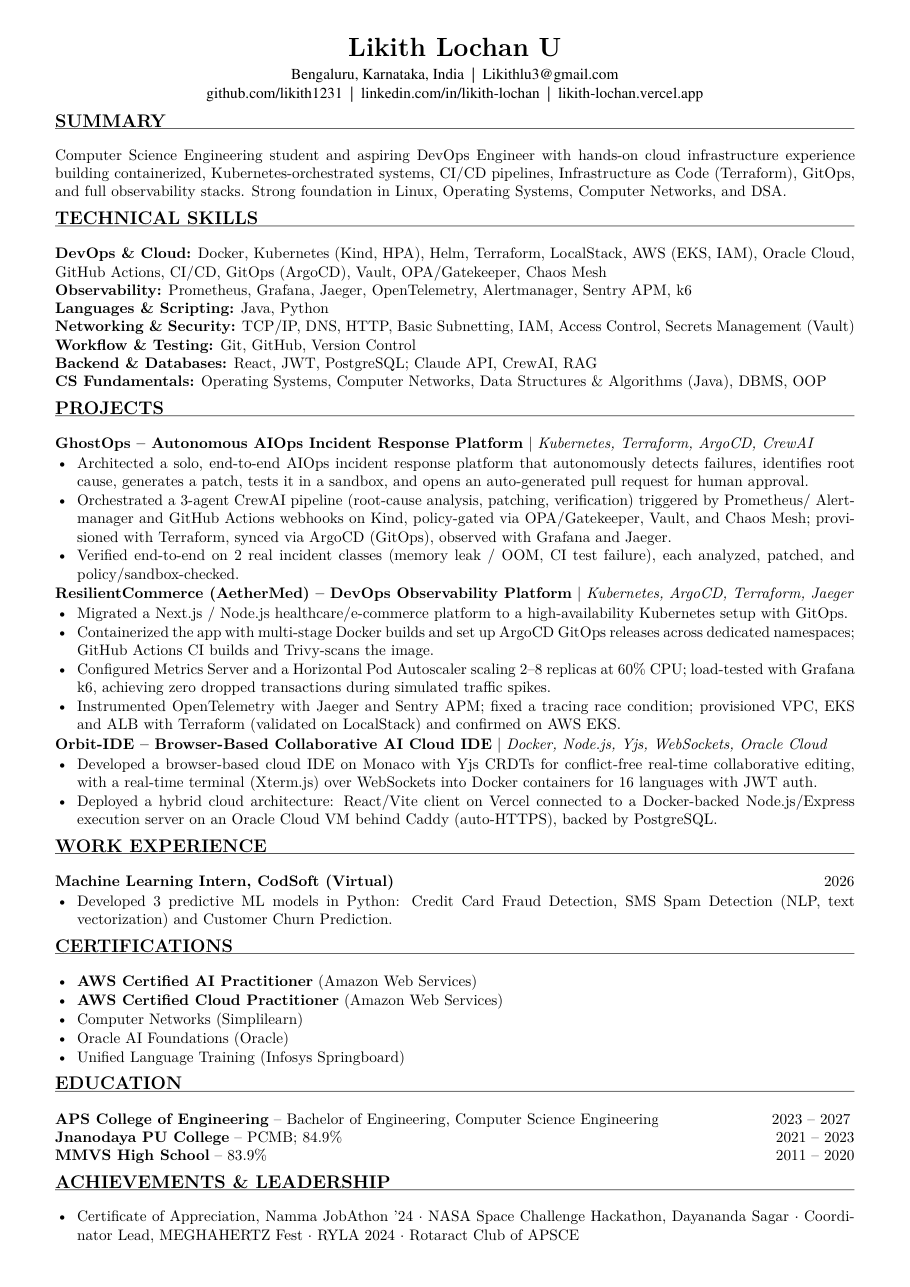 Likith Lochan U
Bengaluru, Karnataka, India | Likithlu3@gmail.com
github.com/likith1231 | linkedin.com/in/likith-lochan | likith-lochan.vercel.app
SUMMARY
Computer Science Engineering student and aspiring DevOps Engineer with hands-on cloud infrastructure experience
building containerized, Kubernetes-orchestrated systems, CI/CD pipelines, Infrastructure as Code (Terraform), GitOps,
and full observability stacks. Strong foundation in Linux, Operating Systems, Computer Networks, and DSA.
TECHNICAL SKILLS
DevOps & Cloud: Docker, Kubernetes (Kind, HPA), Helm, Terraform, LocalStack, AWS (EKS, IAM), Oracle Cloud,
GitHub Actions, CI/CD, GitOps (ArgoCD), Vault, OPA/Gatekeeper, Chaos Mesh
Observability: Prometheus, Grafana, Jaeger, OpenTelemetry, Alertmanager, Sentry APM, k6
Languages & Scripting: Java, Python
Networking & Security: TCP/IP, DNS, HTTP, Basic Subnetting, IAM, Access Control, Secrets Management (Vault)
Workflow & Testing: Git, GitHub, Version Control
Backend & Databases: React, JWT, PostgreSQL; Claude API, CrewAI, RAG
CS Fundamentals: Operating Systems, Computer Networks, Data Structures & Algorithms (Java), DBMS, OOP
PROJECTS
GhostOps – Autonomous AIOps Incident Response Platform | Kubernetes, Terraform, ArgoCD, CrewAI
• Architected a solo, end-to-end AIOps incident response platform that autonomously detects failures, identifies root
cause, generates a patch, tests it in a sandbox, and opens an auto-generated pull request for human approval.
• Orchestrated a 3-agent CrewAI pipeline (root-cause analysis, patching, verification) triggered by Prometheus/ Alert-
manager and GitHub Actions webhooks on Kind, policy-gated via OPA/Gatekeeper, Vault, and Chaos Mesh; provi-
sioned with Terraform, synced via ArgoCD (GitOps), observed with Grafana and Jaeger.
• Verified end-to-end on 2 real incident classes (memory leak / OOM, CI test failure), each analyzed, patched, and
policy/sandbox-checked.
ResilientCommerce (AetherMed) – DevOps Observability Platform | Kubernetes, ArgoCD, Terraform, Jaeger
• Migrated a Next.js / Node.js healthcare/e-commerce platform to a high-availability Kubernetes setup with GitOps.
• Containerized the app with multi-stage Docker builds and set up ArgoCD GitOps releases across dedicated namespaces;
GitHub Actions CI builds and Trivy-scans the image.
• Configured Metrics Server and a Horizontal Pod Autoscaler scaling 2–8 replicas at 60% CPU; load-tested with Grafana
k6, achieving zero dropped transactions during simulated traffic spikes.
• Instrumented OpenTelemetry with Jaeger and Sentry APM; fixed a tracing race condition; provisioned VPC, EKS
and ALB with Terraform (validated on LocalStack) and confirmed on AWS EKS.
Orbit-IDE – Browser-Based Collaborative AI Cloud IDE | Docker, Node.js, Yjs, WebSockets, Oracle Cloud
• Developed a browser-based cloud IDE on Monaco with Yjs CRDTs for conflict-free real-time collaborative editing,
with a real-time terminal (Xterm.js) over WebSockets into Docker containers for 16 languages with JWT auth.
• Deployed a hybrid cloud architecture: React/Vite client on Vercel connected to a Docker-backed Node.js/Express
execution server on an Oracle Cloud VM behind Caddy (auto-HTTPS), backed by PostgreSQL.
WORK EXPERIENCE
Machine Learning Intern, CodSoft (Virtual) 2026
• Developed 3 predictive ML models in Python: Credit Card Fraud Detection, SMS Spam Detection (NLP, text
vectorization) and Customer Churn Prediction.
CERTIFICATIONS
• AWS Certified AI Practitioner (Amazon Web Services)
• AWS Certified Cloud Practitioner (Amazon Web Services)
• Computer Networks (Simplilearn)
• Oracle AI Foundations (Oracle)
• Unified Language Training (Infosys Springboard)
EDUCATION
APS College of Engineering – Bachelor of Engineering, Computer Science Engineering 2023 – 2027
Jnanodaya PU College – PCMB; 84.9% 2021 – 2023
MMVS High School – 83.9% 2011 – 2020
ACHIEVEMENTS & LEADERSHIP
• Certificate of Appreciation, Namma JobAthon ’24 · NASA Space Challenge Hackathon, Dayananda Sagar · Coordi-
nator Lead, MEGHAHERTZ Fest · RYLA 2024 · Rotaract Club of APSCE